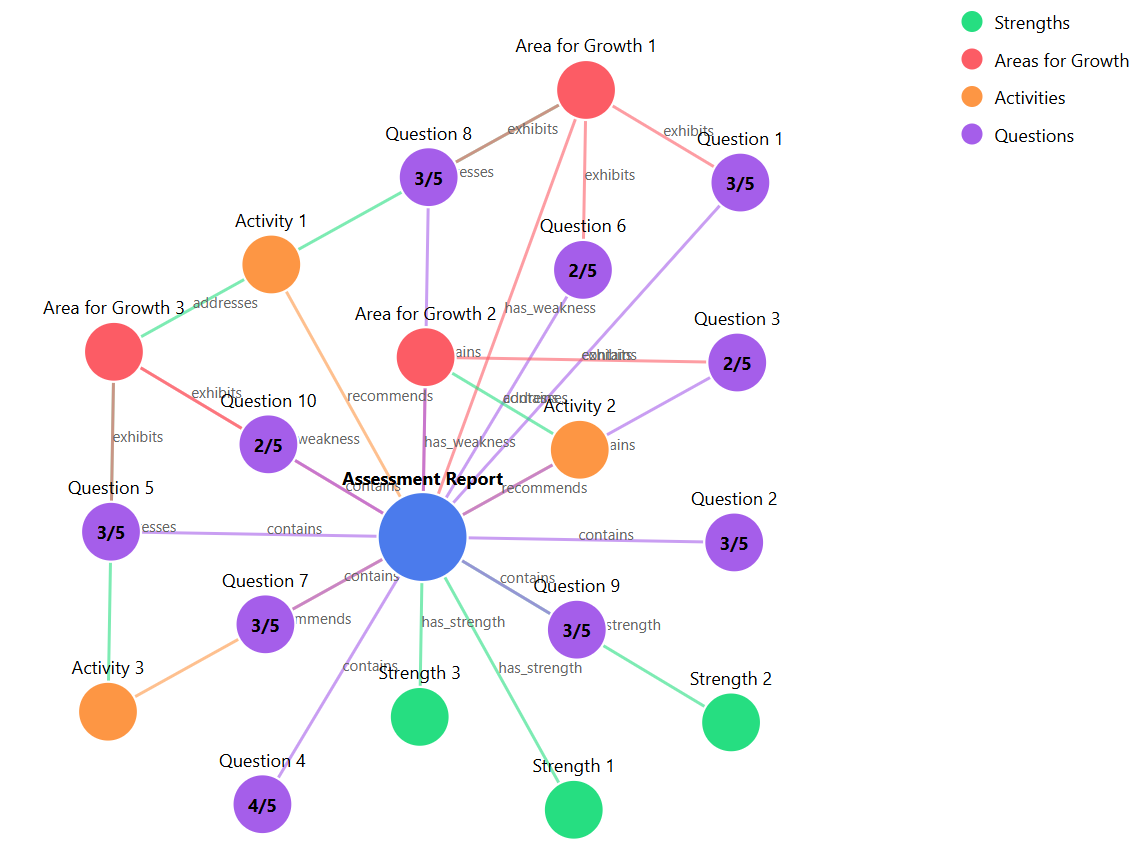 Strengths
Areas for Growth
Activities
Questions
Area for Growth 1
exhibits
exhibits
Question 8
Question 1
3/5
esses
exhibits
3/5
Activity 1
Question 6
2/5
addresses
has_weakness
Area for Growth 3
Area for Growth 2
Question 3
ains
exhibits
2/5
exhibits
recommends
Question 10
Activity 2
exhibits
weakness
has_weakness
2/5
ains
Assessment Report
contains
recommends
Question 5
Question 2
3/5
esses
contains
contains
3/5
Question 7
contains
contains
Question 9
3/5
mmends
has_strength
3/5
strength
Activity 3
contains
Strength 3
has_strength
Strength 2
Question 4
Strength 1
4/5